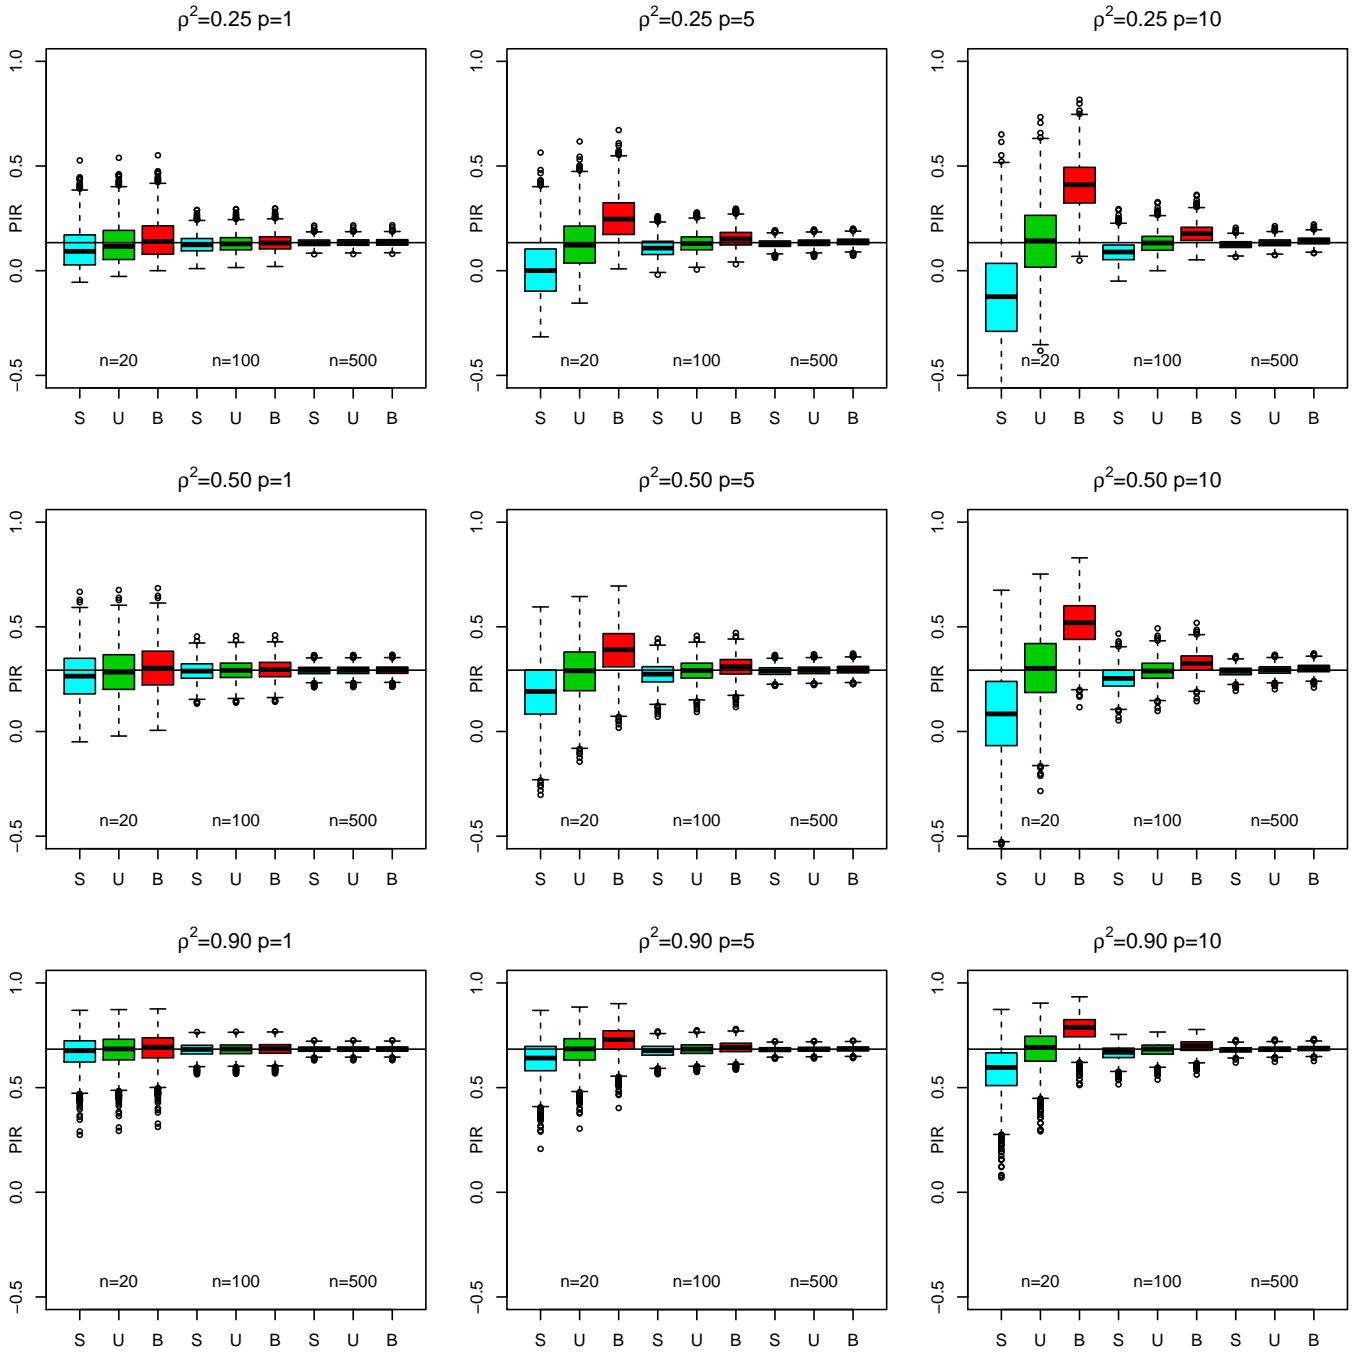 ρ²=0.25 p=1
ρ²=0.25 p=5
ρ²=0.25 p=10
PIR
1.0
0.5
0.0
−0.5
n=20 n=100 n=500
S U B S U B S U B
PIR
1.0
0.5
0.0
−0.5
n=20 n=100 n=500
S U B S U B S U B
PIR
1.0
0.5
0.0
−0.5
n=20 n=100 n=500
S U B S U B S U B
ρ²=0.50 p=1
ρ²=0.50 p=5
ρ²=0.50 p=10
PIR
1.0
0.5
0.0
−0.5
n=20 n=100 n=500
S U B S U B S U B
PIR
1.0
0.5
0.0
−0.5
n=20 n=100 n=500
S U B S U B S U B
PIR
1.0
0.5
0.0
−0.5
n=20 n=100 n=500
S U B S U B S U B
ρ²=0.90 p=1
ρ²=0.90 p=5
ρ²=0.90 p=10
PIR
1.0
0.5
0.0
−0.5
n=20 n=100 n=500
S U B S U B S U B
PIR
1.0
0.5
0.0
−0.5
n=20 n=100 n=500
S U B S U B S U B
PIR
1.0
0.5
0.0
−0.5
n=20 n=100 n=500
S U B S U B S U B